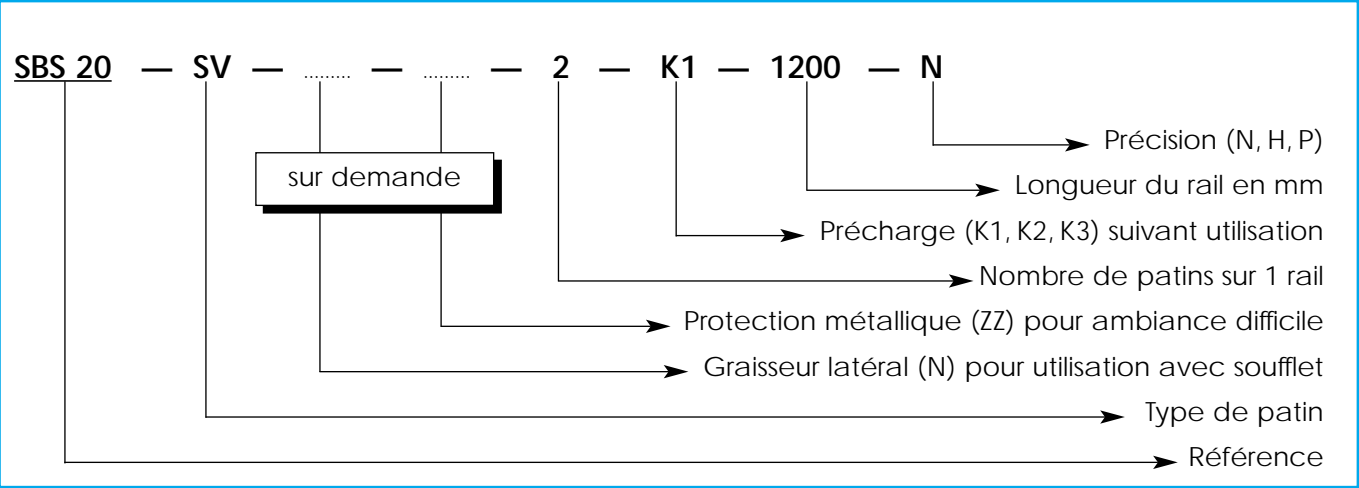 SBS 20 — SV — ......... — ......... — 2 — K1 — 1200 — N
Précision (N, H, P)
sur demande
Longueur du rail en mm
Précharge (K1, K2, K3) suivant utilisation
Nombre de patins sur 1 rail
Protection métallique (ZZ) pour ambiance difficile
Graisseur latéral (N) pour utilisation avec soufflet
Type de patin
Référence